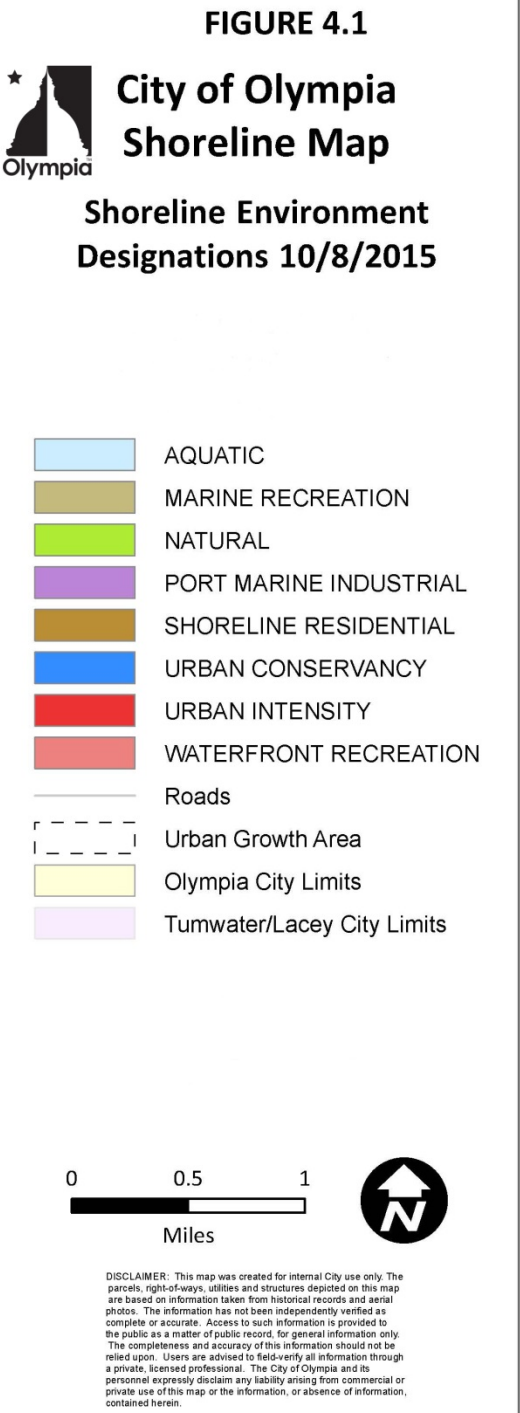 FIGURE 4.1
City of Olympia
Shoreline Map
Olympia
Shoreline Environment
Designations 10/8/2015
AQUATIC
MARINE RECREATION
NATURAL
PORT MARINE INDUSTRIAL
SHORELINE RESIDENTIAL
URBAN CONSERVANCY
URBAN INTENSITY
WATERFRONT RECREATION
Roads
Urban Growth Area
Olympia City Limits
Tumwater/Lacey City Limits
0 0.5 1
Miles
N
DISCLAIMER: This map was created for internal City use only. The
parcels, right-of-ways, utilities and structures depicted on this map
are based on information taken from historical records and aerial
photos. The information has not been independently verified as
complete or accurate. Access to such information is provided to
the public as a matter of public record, for general information only.
The completeness and accuracy of this information should not be
relied upon. Users are advised to field-verify all information through
a private, licensed professional. The City of Olympia and its
personnel expressly disclaim any liability arising from commercial or
private use of this map or the information, or absence of information,
contained herein.